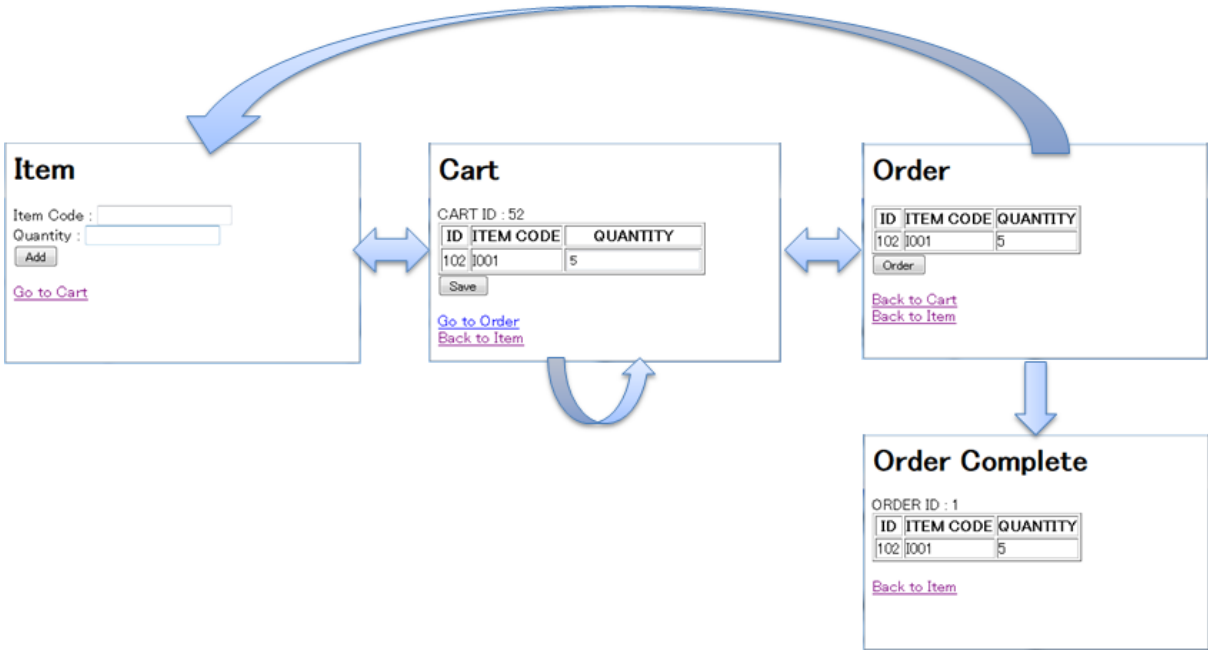 Item
Item Code :
Quantity :
Add
Go to Cart
Cart
CART ID : 52
ID ITEM CODE QUANTITY
102 I001 5
Save
Go to Order
Back to Item
Order
ID ITEM CODE QUANTITY
102 I001 5
Order
Back to Cart
Back to Item
Order Complete
ORDER ID : 1
ID ITEM CODE QUANTITY
102 I001 5
Back to Item